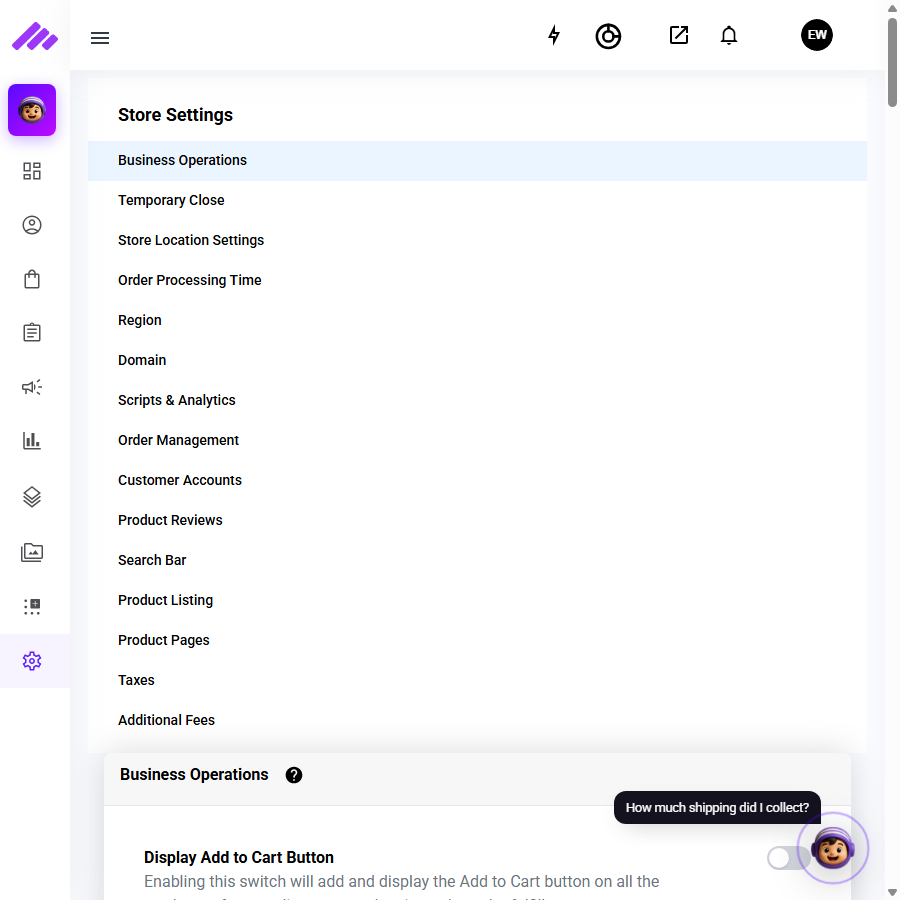 EW
Store Settings
Business Operations
Temporary Close
Store Location Settings
Order Processing Time
Region
Domain
Scripts & Analytics
Order Management
Customer Accounts
Product Reviews
Search Bar
Product Listing
Product Pages
Taxes
Additional Fees
Business Operations ?
How much shipping did I collect?
Display Add to Cart Button
Enabling this switch will add and display the Add to Cart button on all the